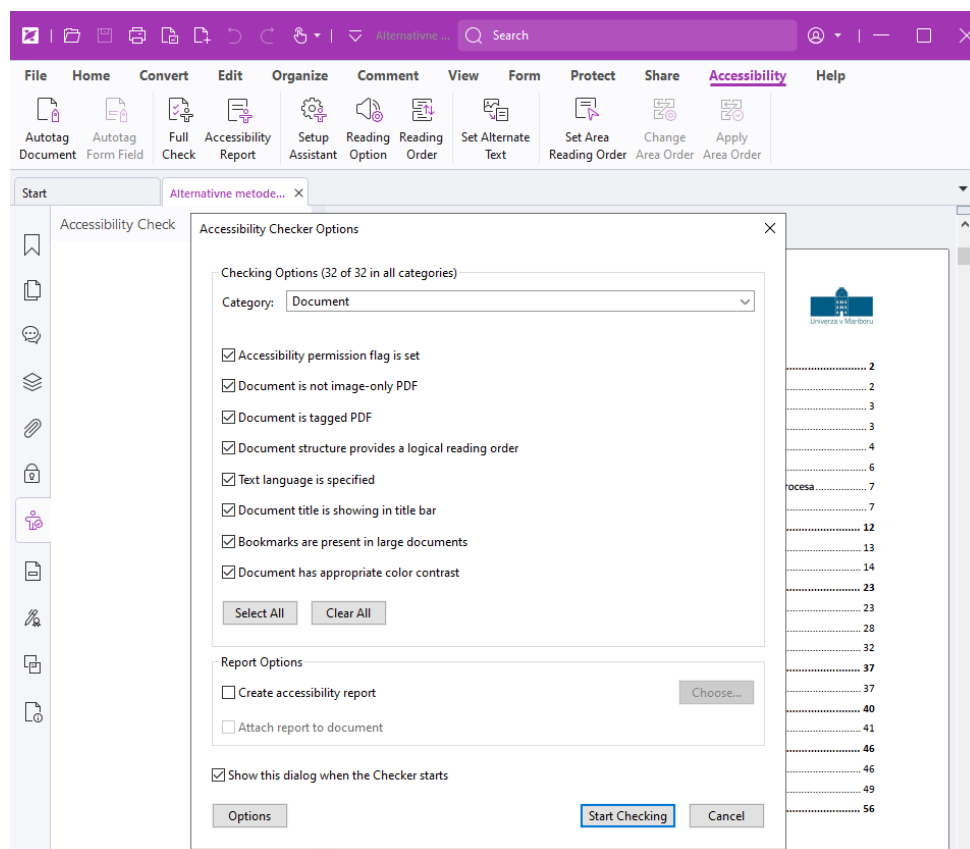 Alternativne ...
Search
File Home Convert Edit Organize Comment View Form Protect Share Accessibility Help
Autotag Document
Autotag Form Field
Full Check
Accessibility Report
Setup Assistant
Reading Option
Reading Order
Set Alternate Text
Set Area Reading Order
Change Area Order
Apply Area Order
Start
Alternativne metode...
Accessibility Check
Accessibility Checker Options
Checking Options (32 of 32 in all categories)
Category: Document
Accessibility permission flag is set
Document is not image-only PDF
Document is tagged PDF
Document structure provides a logical reading order
Text language is specified
Document title is showing in title bar
Bookmarks are present in large documents
Document has appropriate color contrast
Select All Clear All
Report Options
Create accessibility report
Choose...
Attach report to document
Show this dialog when the Checker starts
Options Start Checking Cancel
Univerza v Mariboru
2
2
3
3
4
6
rocesa 7
7
12
13
14
23
23
28
32
37
37
40
41
46
46
49
56